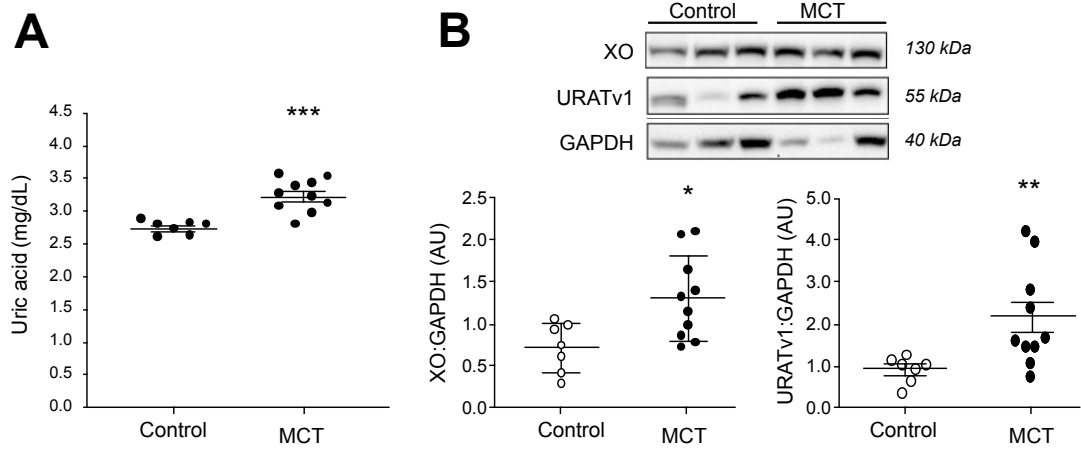 A
Uric acid (mg/dL)
4.5
4.0
3.5
3.0
2.5
2.0
1.5
1.0
0.5
0.0
***
Control
MCT
B
Control
MCT
XO
130 kDa
URATv1
55 kDa
GAPDH
40 kDa
XO:GAPDH (AU)
2.5
2.0
1.5
1.0
0.5
0.0
*
Control
MCT
URATv1:GAPDH (AU)
5.0
4.0
3.0
2.0
1.0
0.0
**
Control
MCT